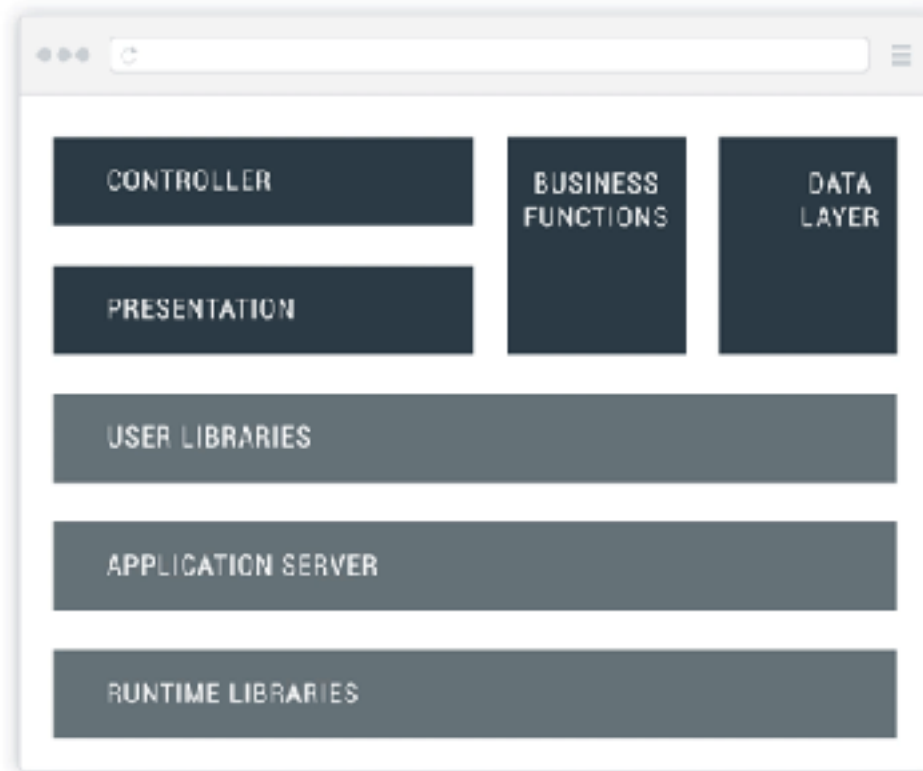 CONTROLLER
BUSINESS
FUNCTIONS
DATA
LAYER
PRESENTATION
USER LIBRARIES
APPLICATION SERVER
RUNTIME LIBRARIES